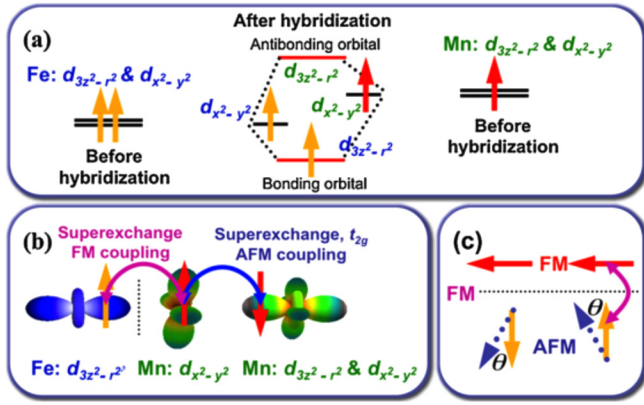 (a)
After hybridization
Antibonding orbital
Fe: d3z²- r² & dx²- y²
Mn: d3z²- r² & dx²- y²
d3z²- r²
dx²- y²
dx²- y²
d3z²- r²
Before
hybridization
Bonding orbital
Before
hybridization
(b)
Superexchange
FM coupling
Superexchange, t2g
AFM coupling
Fe: d3z²- r²
Mn: dx²- y²
Mn: d3z²- r² & dx²- y²
(c)
FM
FM
θ
θ
AFM